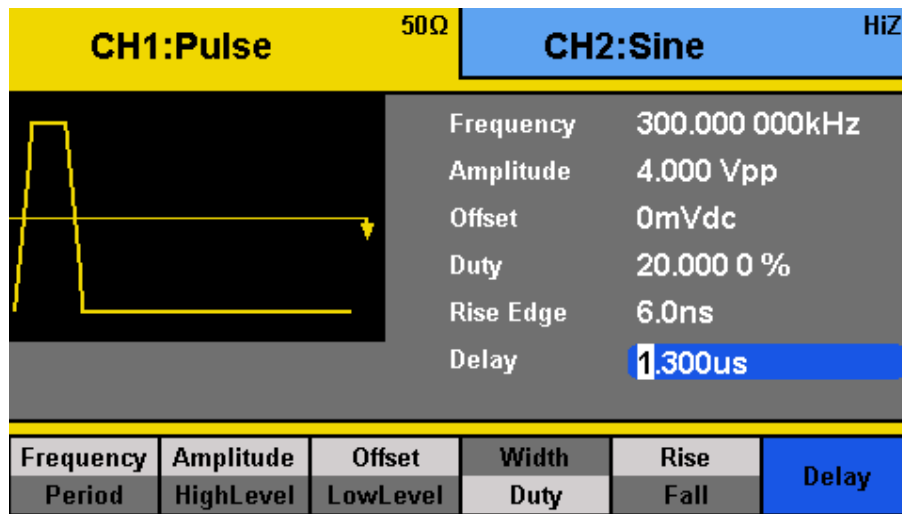 CH1:Pulse 50Ω CH2:Sine HiZ
Frequency 300.000 000kHz
Amplitude 4.000 Vpp
Offset 0mVdc
Duty 20.000 0 %
Rise Edge 6.0ns
Delay 1.300us
Frequency Amplitude Offset Width Rise Delay
Period HighLevel LowLevel Duty Fall